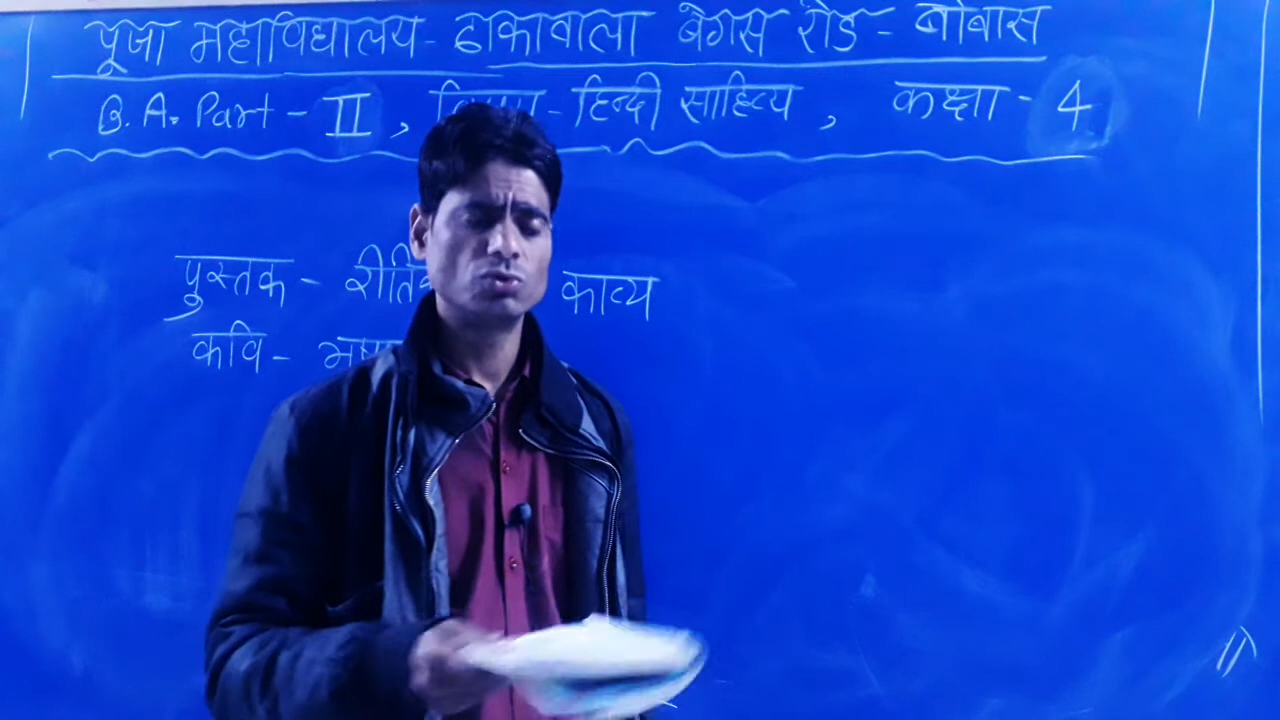 पूजा महाविद्यालय - ढाकावाला बेगस रोड - बोबास
B. A. Part - II, - हिन्दी साहित्य, कक्षा - 4
पुस्तक - काव्य
कवि -